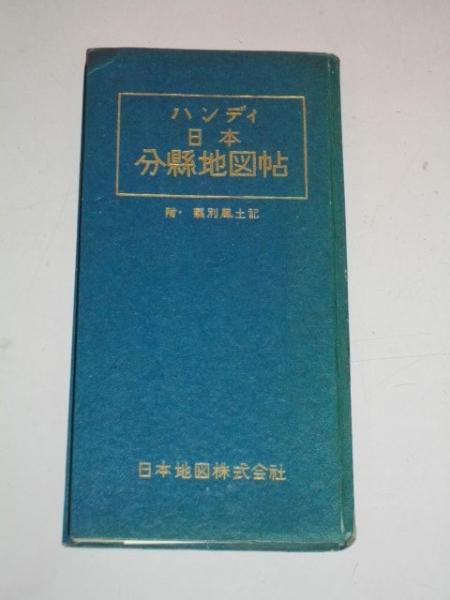 ハンディ
日本
分縣地図帖
附・縣別風土記
日本地図株式会社